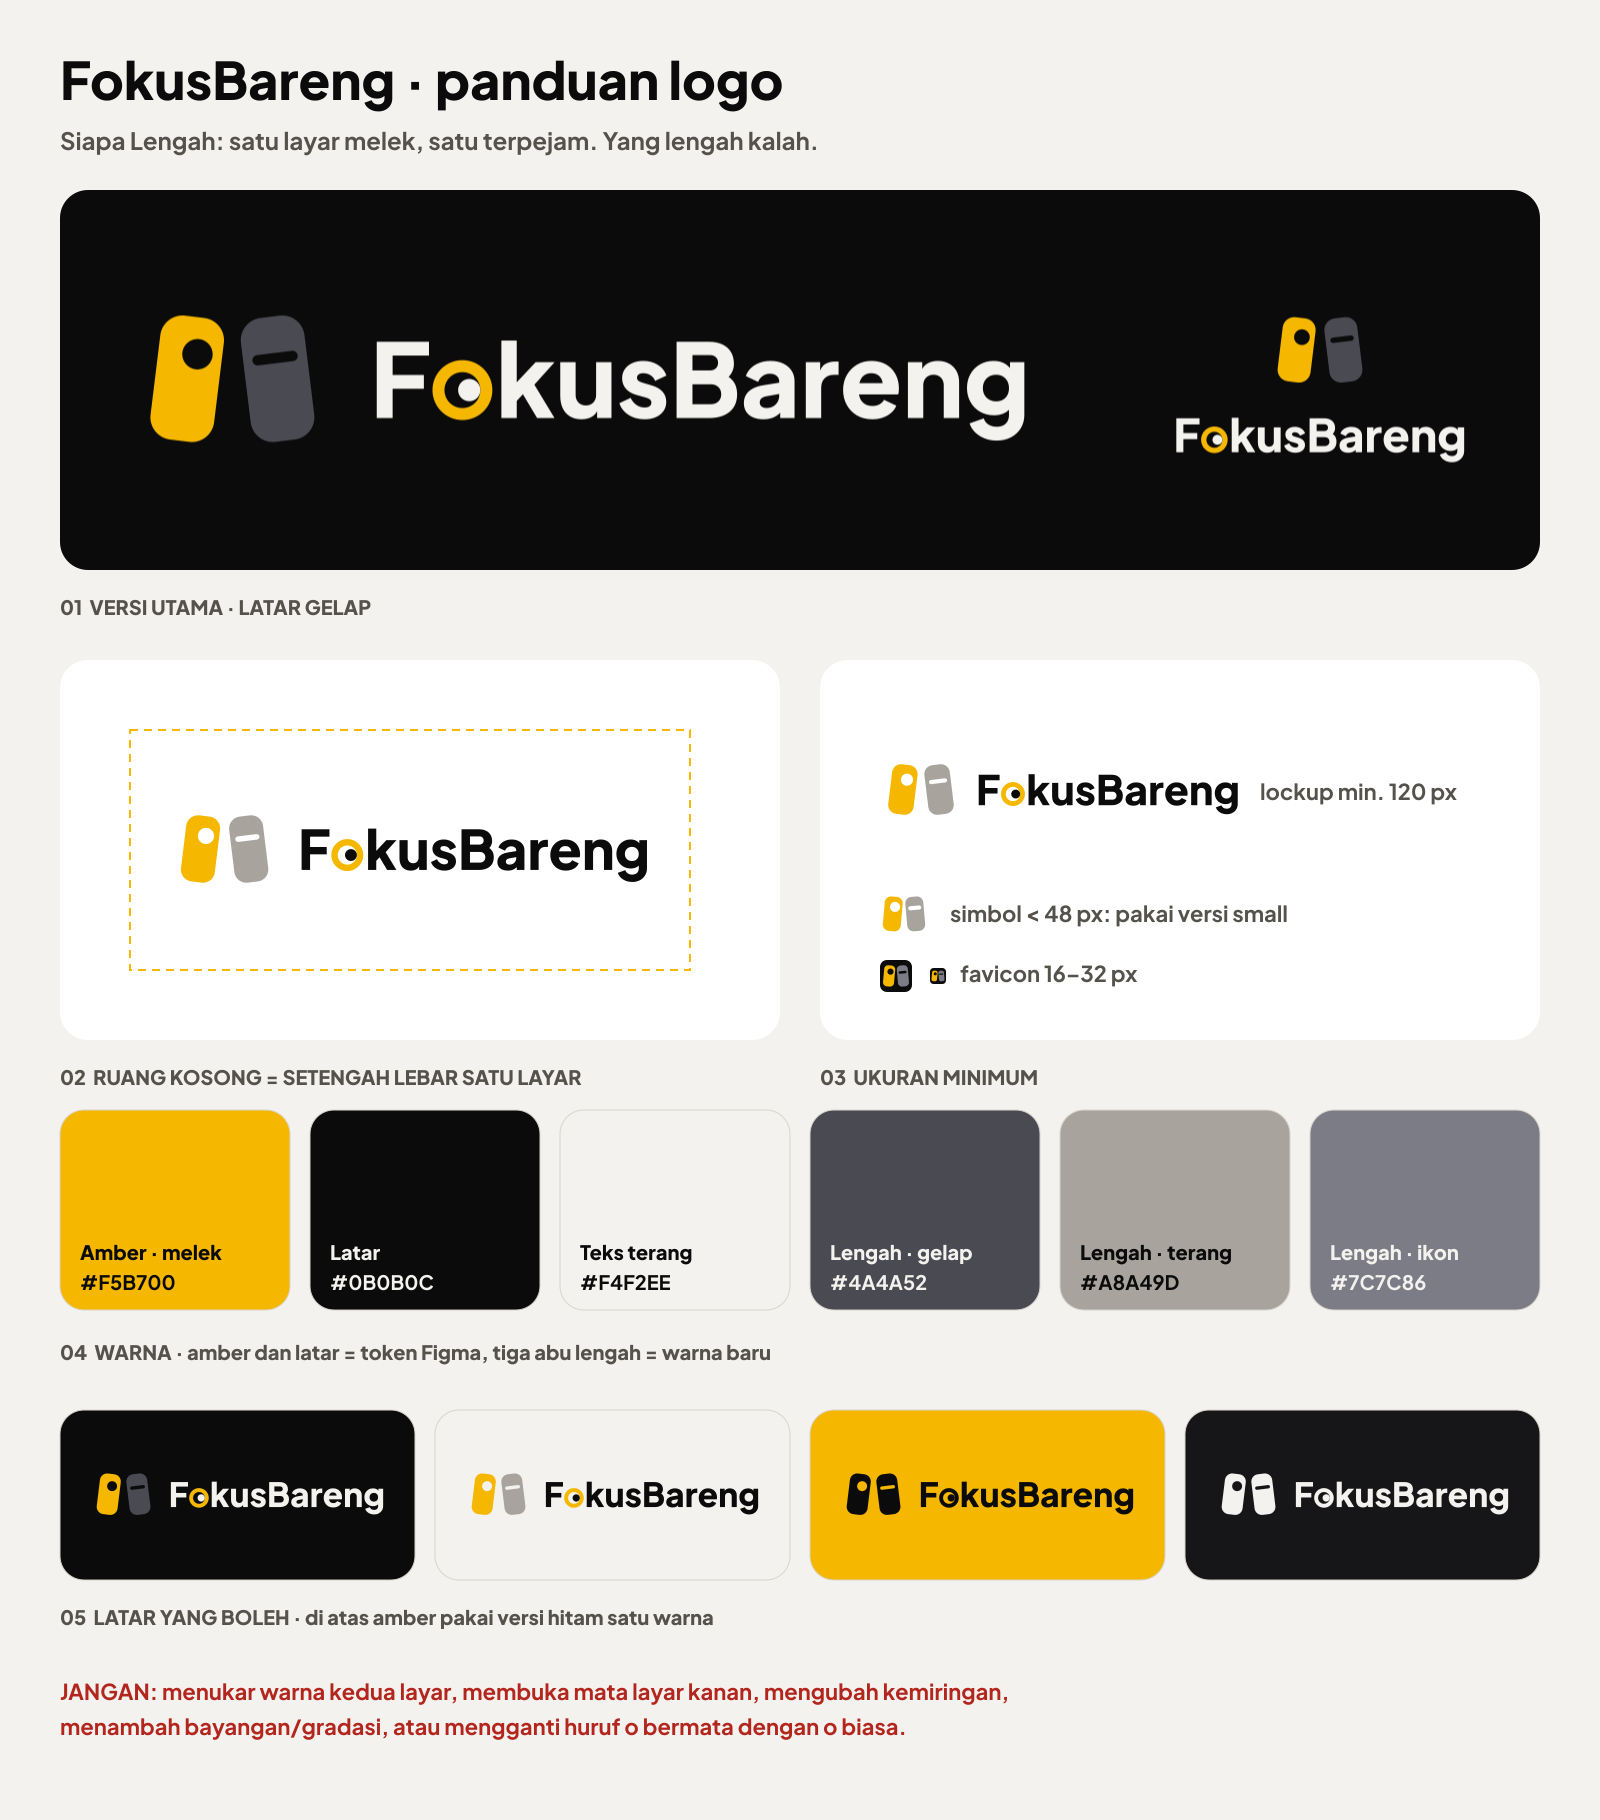 FokusBareng · panduan logo
Siapa Lengah: satu layar melek, satu terpejam. Yang lengah kalah.
FokusBareng
FokusBareng
01 VERSI UTAMA · LATAR GELAP
FokusBareng
FokusBareng lockup min. 120 px
simbol < 48 px: pakai versi small
favicon 16–32 px
02 RUANG KOSONG = SETENGAH LEBAR SATU LAYAR
03 UKURAN MINIMUM
Amber · melek
#F5B700
Latar
#0B0B0C
Teks terang
#F4F2EE
Lengah · gelap
#4A4A52
Lengah · terang
#A8A49D
Lengah · ikon
#7C7C86
04 WARNA · amber dan latar = token Figma, tiga abu lengah = warna baru
FokusBareng
FokusBareng
FokusBareng
FokusBareng
05 LATAR YANG BOLEH · di atas amber pakai versi hitam satu warna
JANGAN: menukar warna kedua layar, membuka mata layar kanan, mengubah kemiringan,
menambah bayangan/gradasi, atau mengganti huruf o bermata dengan o biasa.